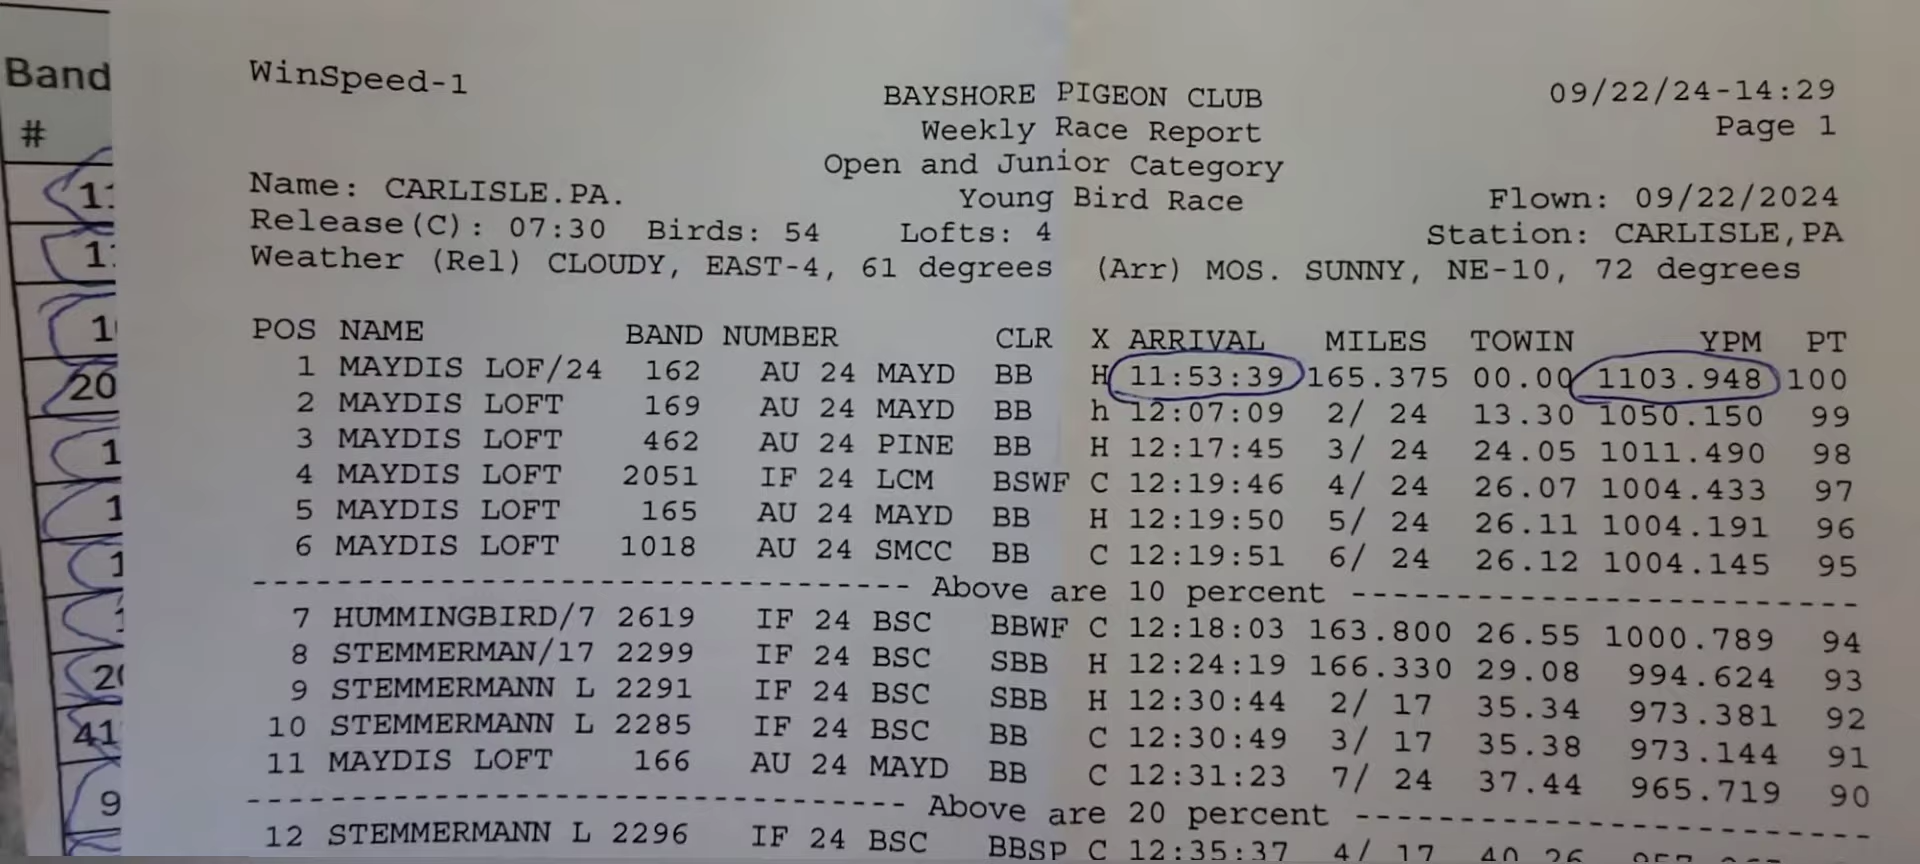 Band
#
11
11
10
20
1
1
1
20
41
9
WinSpeed-1
BAYSHORE PIGEON CLUB
09/22/24-14:29
Weekly Race Report
Page 1
Open and Junior Category
Name: CARLISLE.PA.
Young Bird Race
Flown: 09/22/2024
Release(C): 07:30 Birds: 54 Lofts: 4
Station: CARLISLE,PA
Weather (Rel) CLOUDY, EAST-4, 61 degrees (Arr) MOS. SUNNY, NE-10, 72 degrees
POS NAME BAND NUMBER CLR X ARRIVAL MILES TOWIN YPM PT
1 MAYDIS LOF/24 162 AU 24 MAYD BB H 11:53:39 165.375 00.00 1103.948 100
2 MAYDIS LOFT 169 AU 24 MAYD BB h 12:07:09 2/ 24 13.30 1050.150 99
3 MAYDIS LOFT 462 AU 24 PINE BB H 12:17:45 3/ 24 24.05 1011.490 98
4 MAYDIS LOFT 2051 IF 24 LCM BSWF C 12:19:46 4/ 24 26.07 1004.433 97
5 MAYDIS LOFT 165 AU 24 MAYD BB H 12:19:50 5/ 24 26.11 1004.191 96
6 MAYDIS LOFT 1018 AU 24 SMCC BB C 12:19:51 6/ 24 26.12 1004.145 95
-------------------------------- Above are 10 percent ------------------------
7 HUMMINGBIRD/7 2619 IF 24 BSC BBWF C 12:18:03 163.800 26.55 1000.789 94
8 STEMMERMAN/17 2299 IF 24 BSC SBB H 12:24:19 166.330 29.08 994.624 93
9 STEMMERMANN L 2291 IF 24 BSC SBB H 12:30:44 2/ 17 35.34 973.381 92
10 STEMMERMANN L 2285 IF 24 BSC BB C 12:30:49 3/ 17 35.38 973.144 91
11 MAYDIS LOFT 166 AU 24 MAYD BB C 12:31:23 7/ 24 37.44 965.719 90
-------------------------------- Above are 20 percent ------------------------
12 STEMMERMANN L 2296 IF 24 BSC BBSP C 12:35:37 4/ 17 40.26